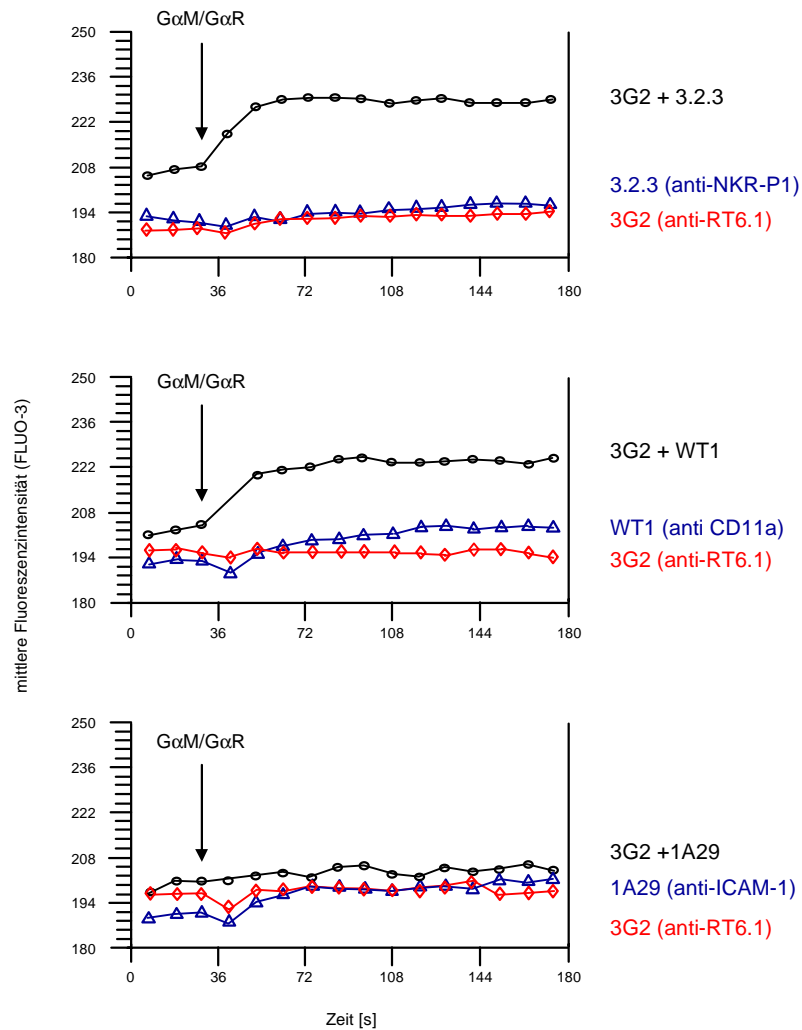 GαM/GαR
250
236
222
208
194
180
0 36 72 108 144 180
3G2 + 3.2.3
3.2.3 (anti-NKR-P1)
3G2 (anti-RT6.1)
mittlere Fluoreszenzintensität (FLUO-3)
GαM/GαR
250
236
222
208
194
180
0 36 72 108 144 180
3G2 + WT1
WT1 (anti CD11a)
3G2 (anti-RT6.1)
GαM/GαR
250
236
222
208
194
180
0 36 72 108 144 180
3G2 +1A29
1A29 (anti-ICAM-1)
3G2 (anti-RT6.1)
Zeit [s]